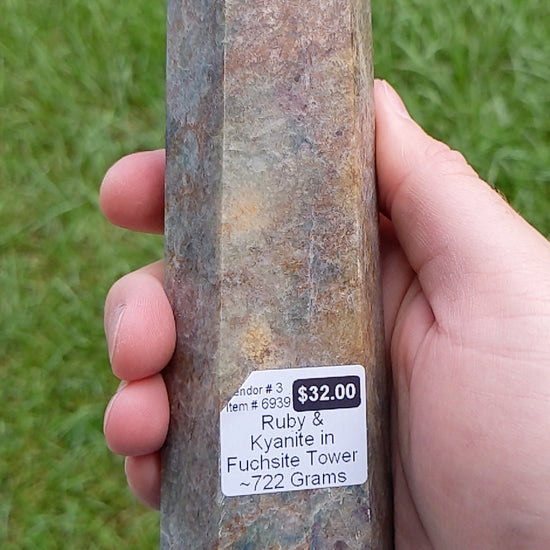 endor # 3
Item # 6939
$32.00
Ruby &
Kyanite in
Fuchsite Tower
~722 Grams